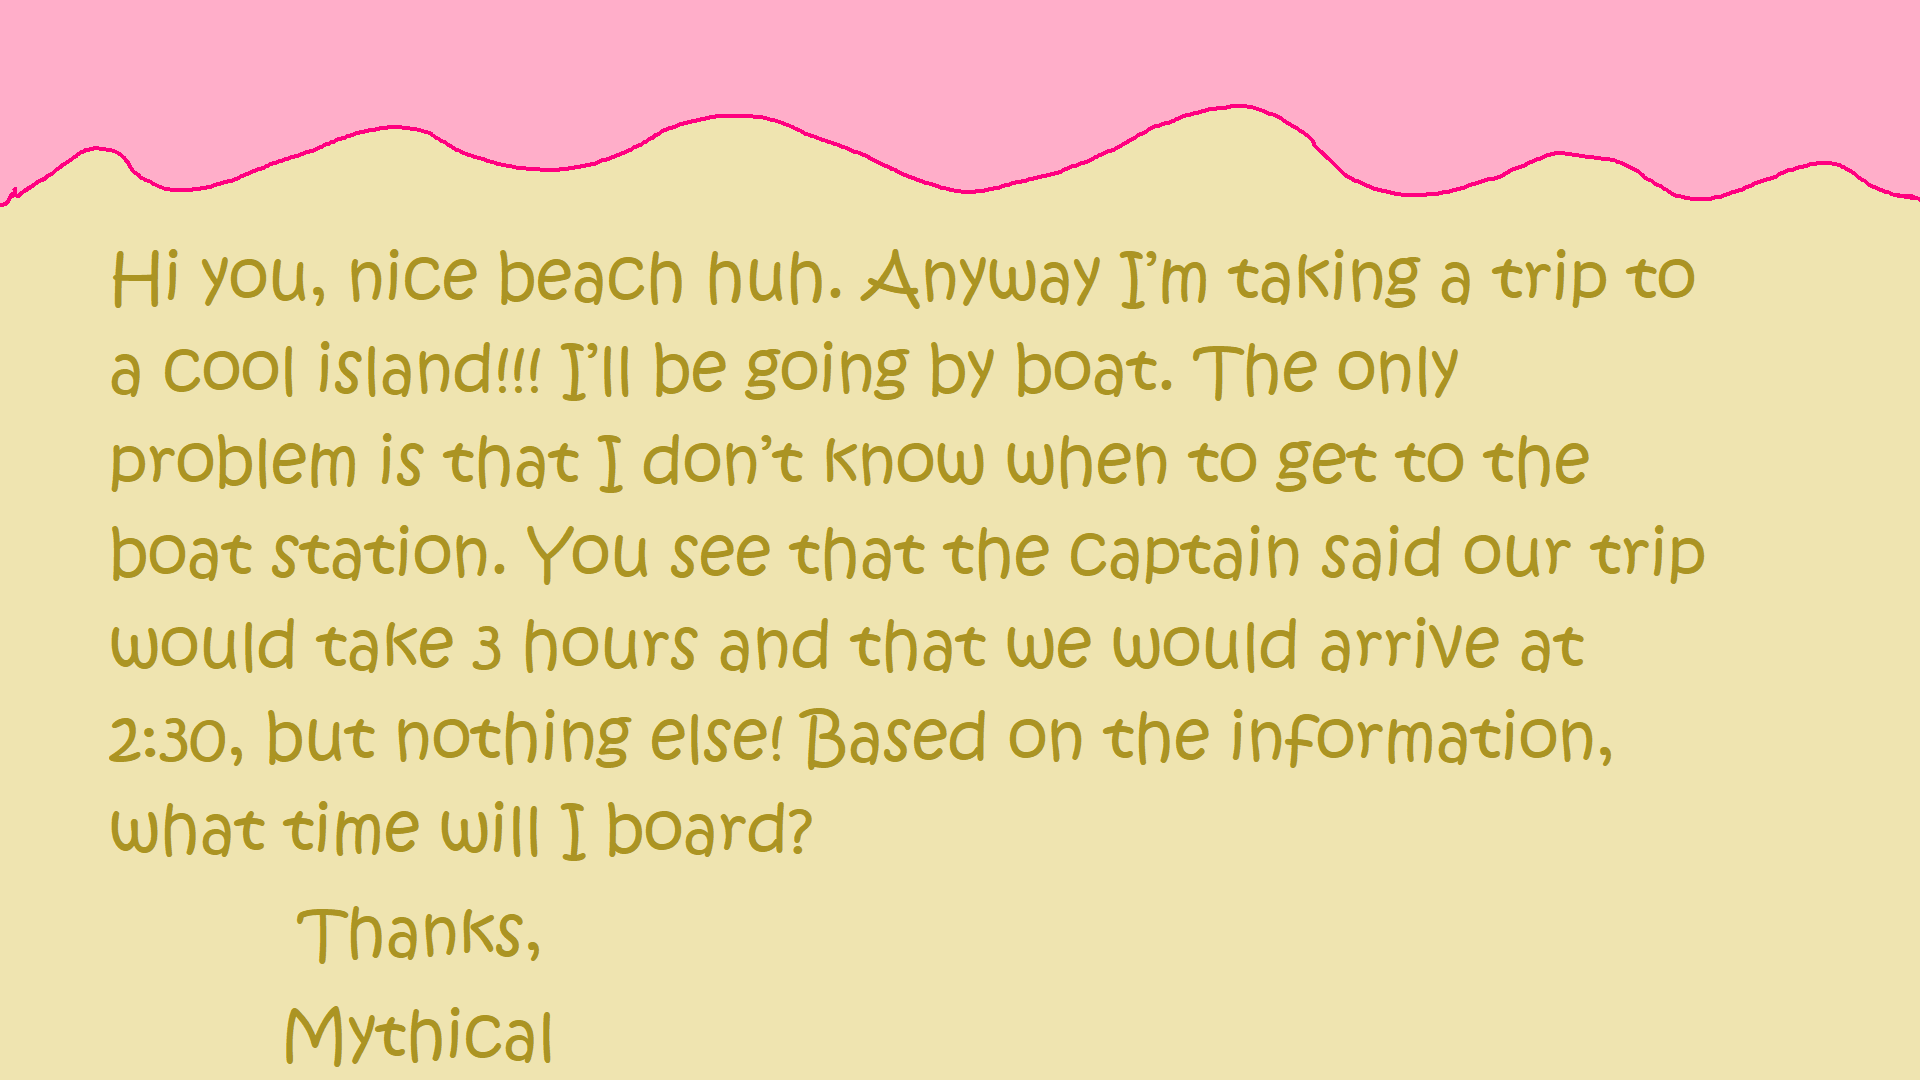 Hi you, nice beach huh. Anyway I’m taking a trip to
a cool island!!! I’ll be going by boat. The only
problem is that I don’t know when to get to the
boat station. You see that the captain said our trip
would take 3 hours and that we would arrive at
2:30, but nothing else! Based on the information,
what time will I board?
Thanks,
Mythical